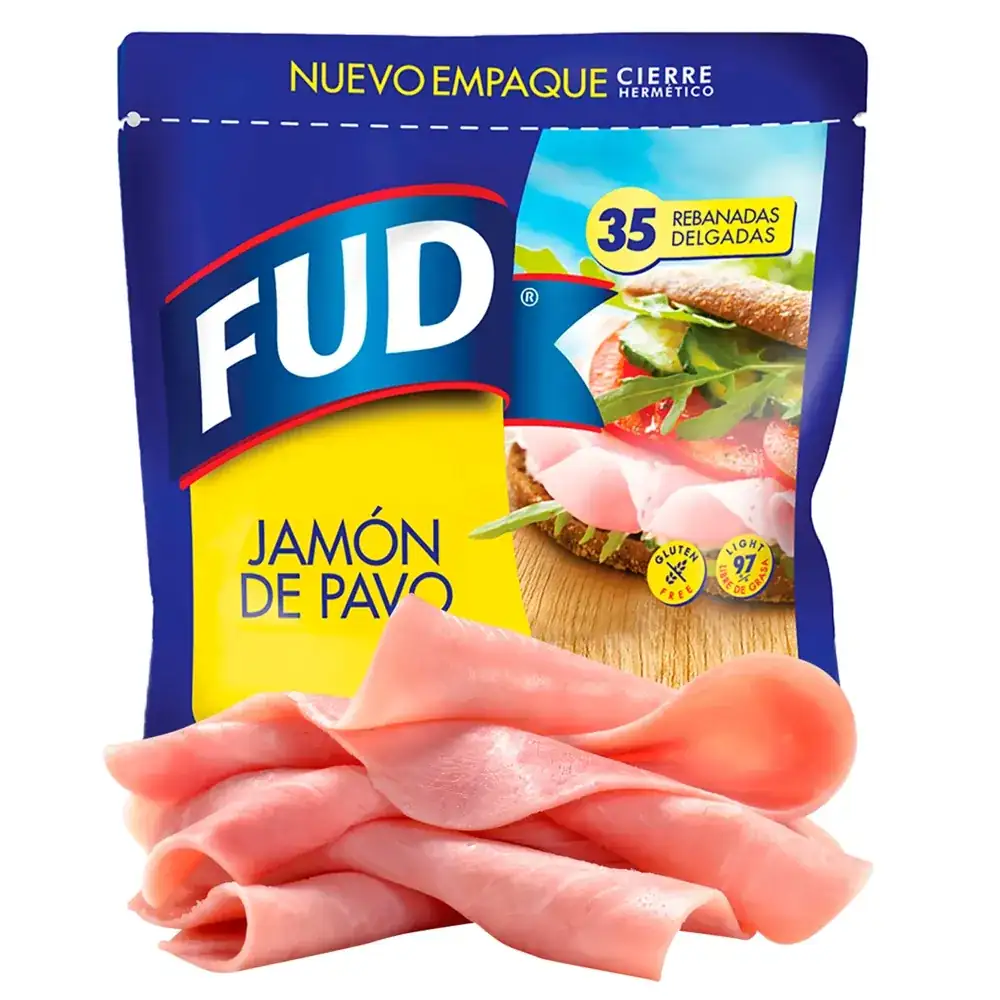 NUEVO EMPAQUE CIERRE HERMÉTICO
FUD
®
35 REBANADAS DELGADAS
JAMÓN
DE PAVO
GLUTEN
FREE
LIGHT
97%
LIBRE DE GRASA